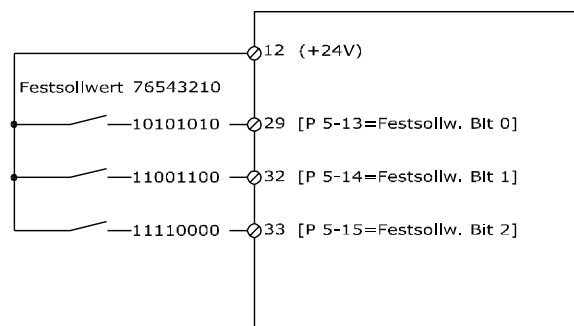 12 (+24V)
Festsollwert 76543210
10101010 29 [P 5-13=Festsollw. BIt 0]
11001100 32 [P 5-14=Festsollw. BIt 1]
11110000 33 [P 5-15=Festsollw. Bit 2]